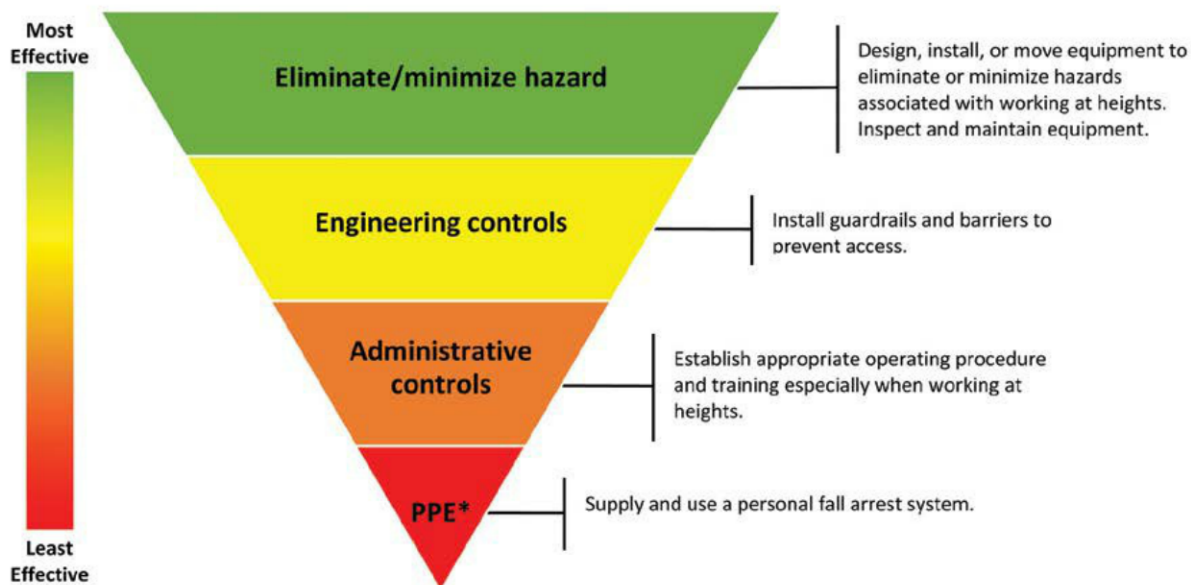 Most
Effective
Eliminate/minimize hazard
Design, install, or move equipment to
eliminate or minimize hazards
associated with working at heights.
Inspect and maintain equipment.
Engineering controls
Install guardrails and barriers to
prevent access.
Administrative
controls
Establish appropriate operating procedure
and training especially when working at
heights.
PPE*
Supply and use a personal fall arrest system.
Least
Effective